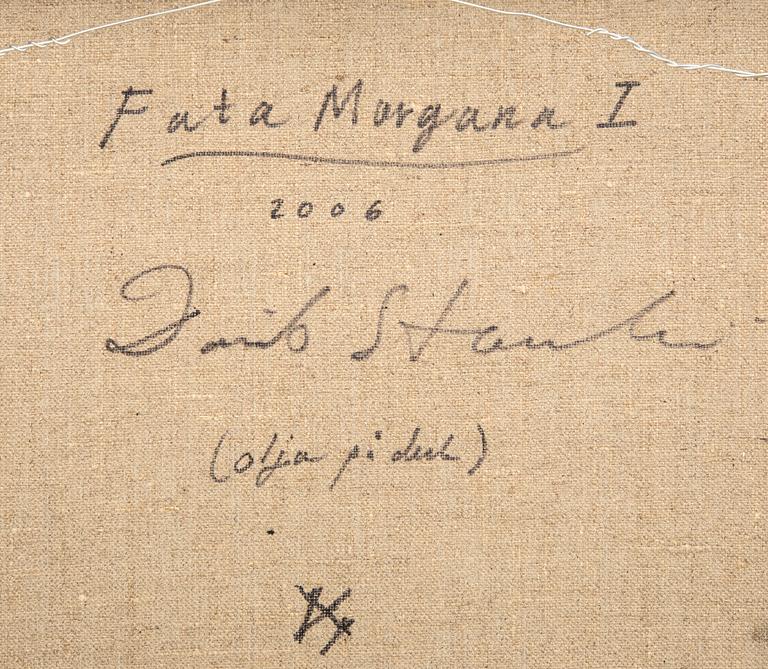 Fata Morgana I
2006
(olja på duk)